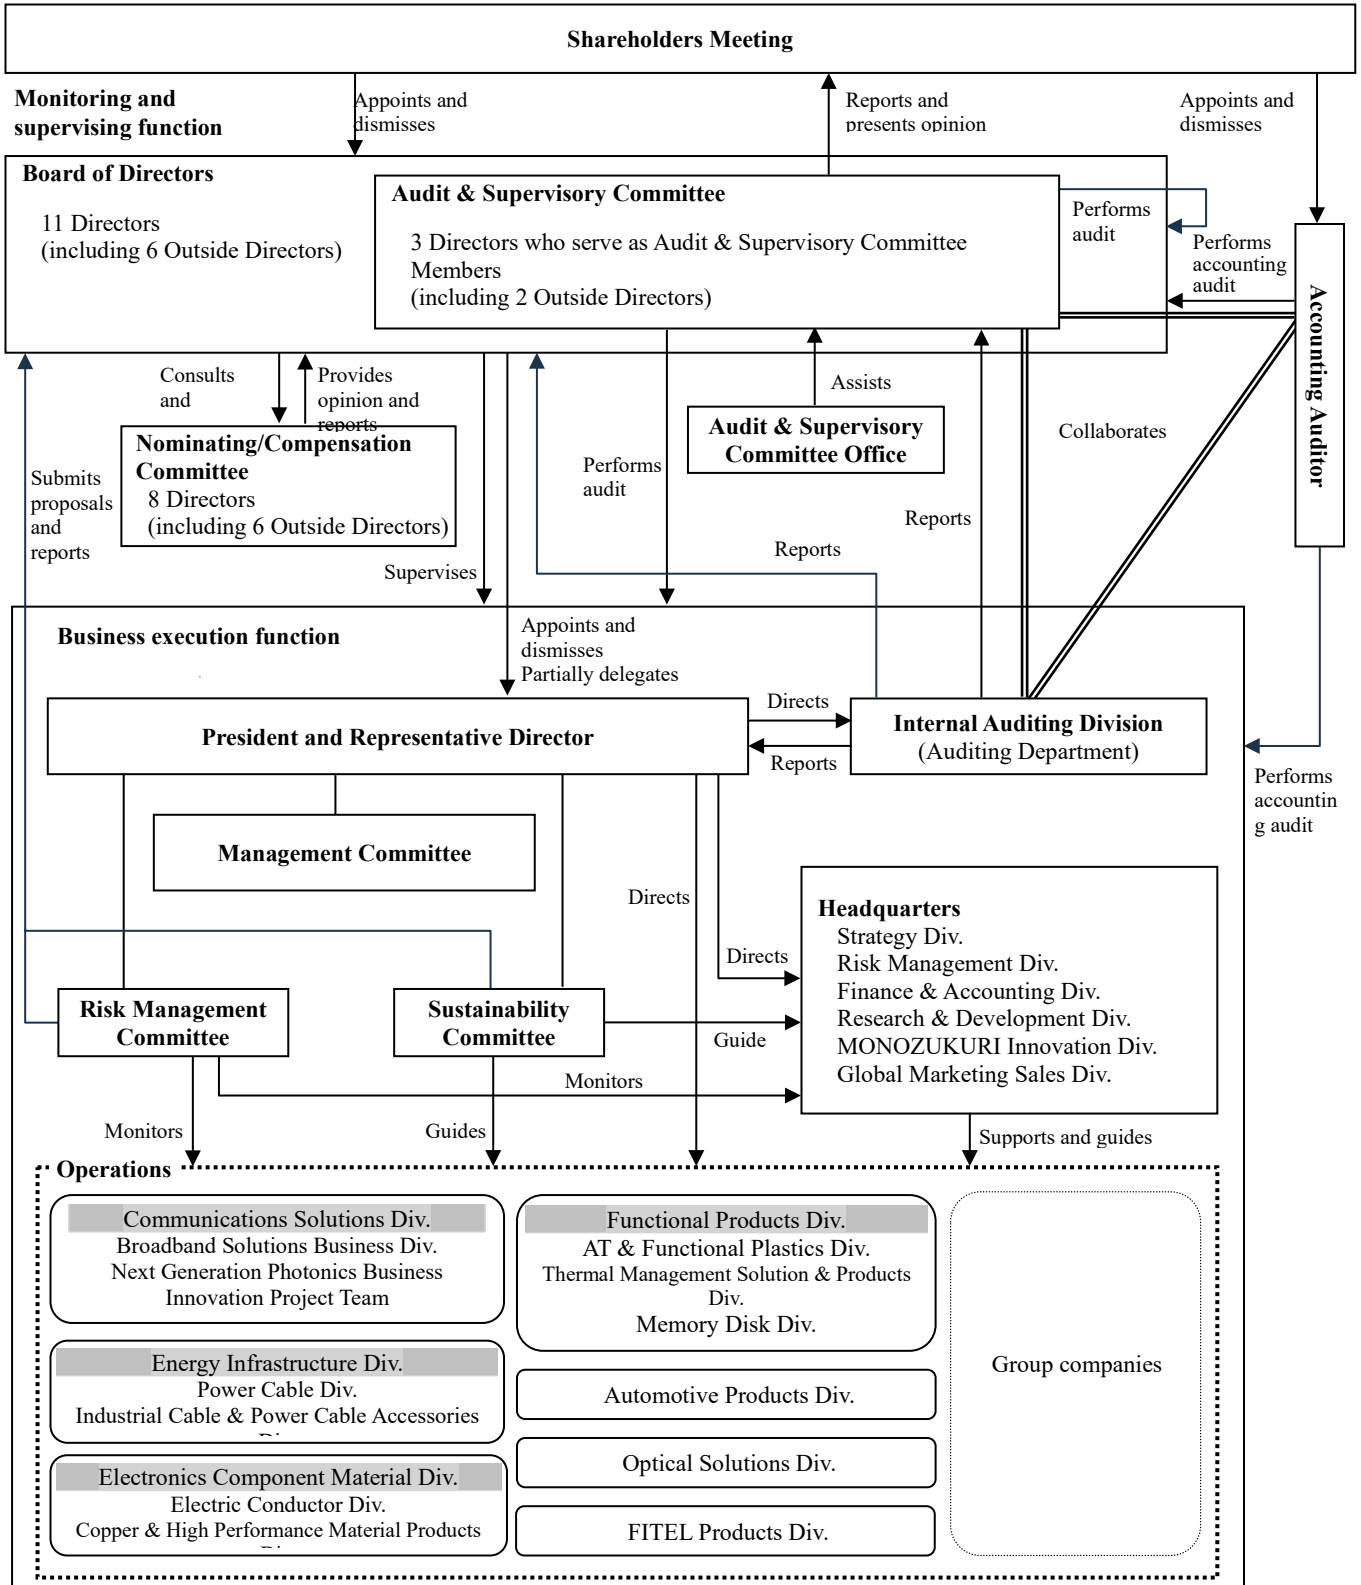 Shareholders Meeting
Monitoring and
supervising function
Appoints and
dismisses
Reports and
presents opinion
Appoints and
dismisses
Board of Directors
11 Directors
(including 6 Outside Directors)
Audit & Supervisory Committee
3 Directors who serve as Audit & Supervisory Committee
Members
(including 2 Outside Directors)
Performs
audit
Performs
accounting
audit
Accounting Auditor
Consults
and
Provides
opinion and
reports
Assists
Audit & Supervisory
Committee Office
Collaborates
Nominating/Compensation
Committee
8 Directors
(including 6 Outside Directors)
Submits
proposals
and
reports
Performs
audit
Reports
Reports
Supervises
Business execution function
Appoints and
dismisses
Partially delegates
President and Representative Director
Directs
Reports
Internal Auditing Division
(Auditing Department)
Performs
accountin
g audit
Management Committee
Directs
Directs
Headquarters
Strategy Div.
Risk Management Div.
Finance & Accounting Div.
Research & Development Div.
MONOZUKURI Innovation Div.
Global Marketing Sales Div.
Risk Management
Committee
Sustainability
Committee
Guide
Monitors
Monitors
Guides
Supports and guides
Operations
Communications Solutions Div.
Broadband Solutions Business Div.
Next Generation Photonics Business
Innovation Project Team
Energy Infrastructure Div.
Power Cable Div.
Industrial Cable & Power Cable Accessories
Electronics Component Material Div.
Electric Conductor Div.
Copper & High Performance Material Products
Functional Products Div.
AT & Functional Plastics Div.
Thermal Management Solution & Products
Div.
Memory Disk Div.
Automotive Products Div.
Optical Solutions Div.
FITEL Products Div.
Group companies